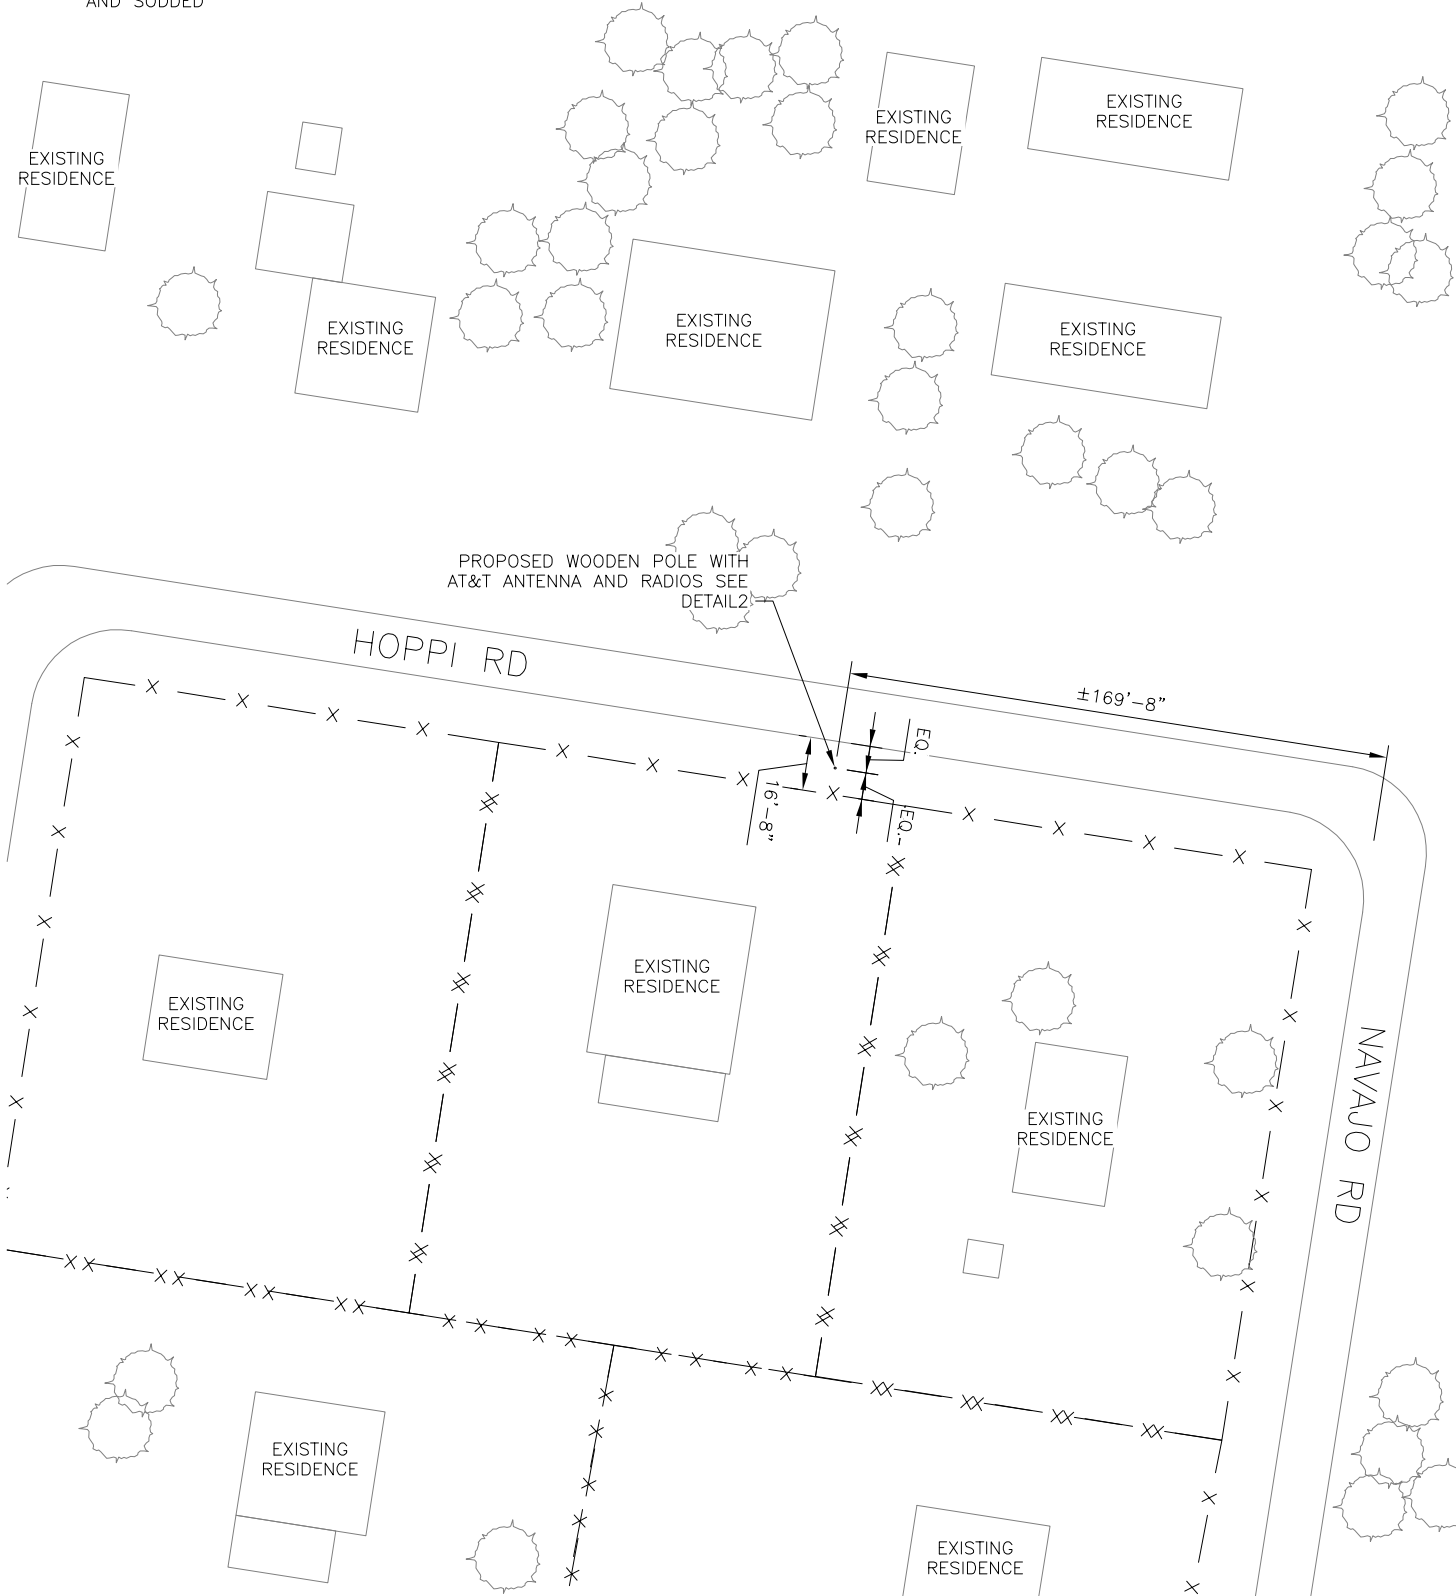 AND SODDED
EXISTING
RESIDENCE
EXISTING
RESIDENCE
EXISTING
RESIDENCE
EXISTING
RESIDENCE
EXISTING
RESIDENCE
EXISTING
RESIDENCE
PROPOSED WOODEN POLE WITH
AT&T ANTENNA AND RADIOS SEE
DETAIL2
HOPPI RD
±169'-8"
EQ.
16'-8"
EQ.
EXISTING
RESIDENCE
EXISTING
RESIDENCE
EXISTING
RESIDENCE
NAVAJO RD
EXISTING
RESIDENCE
EXISTING
RESIDENCE